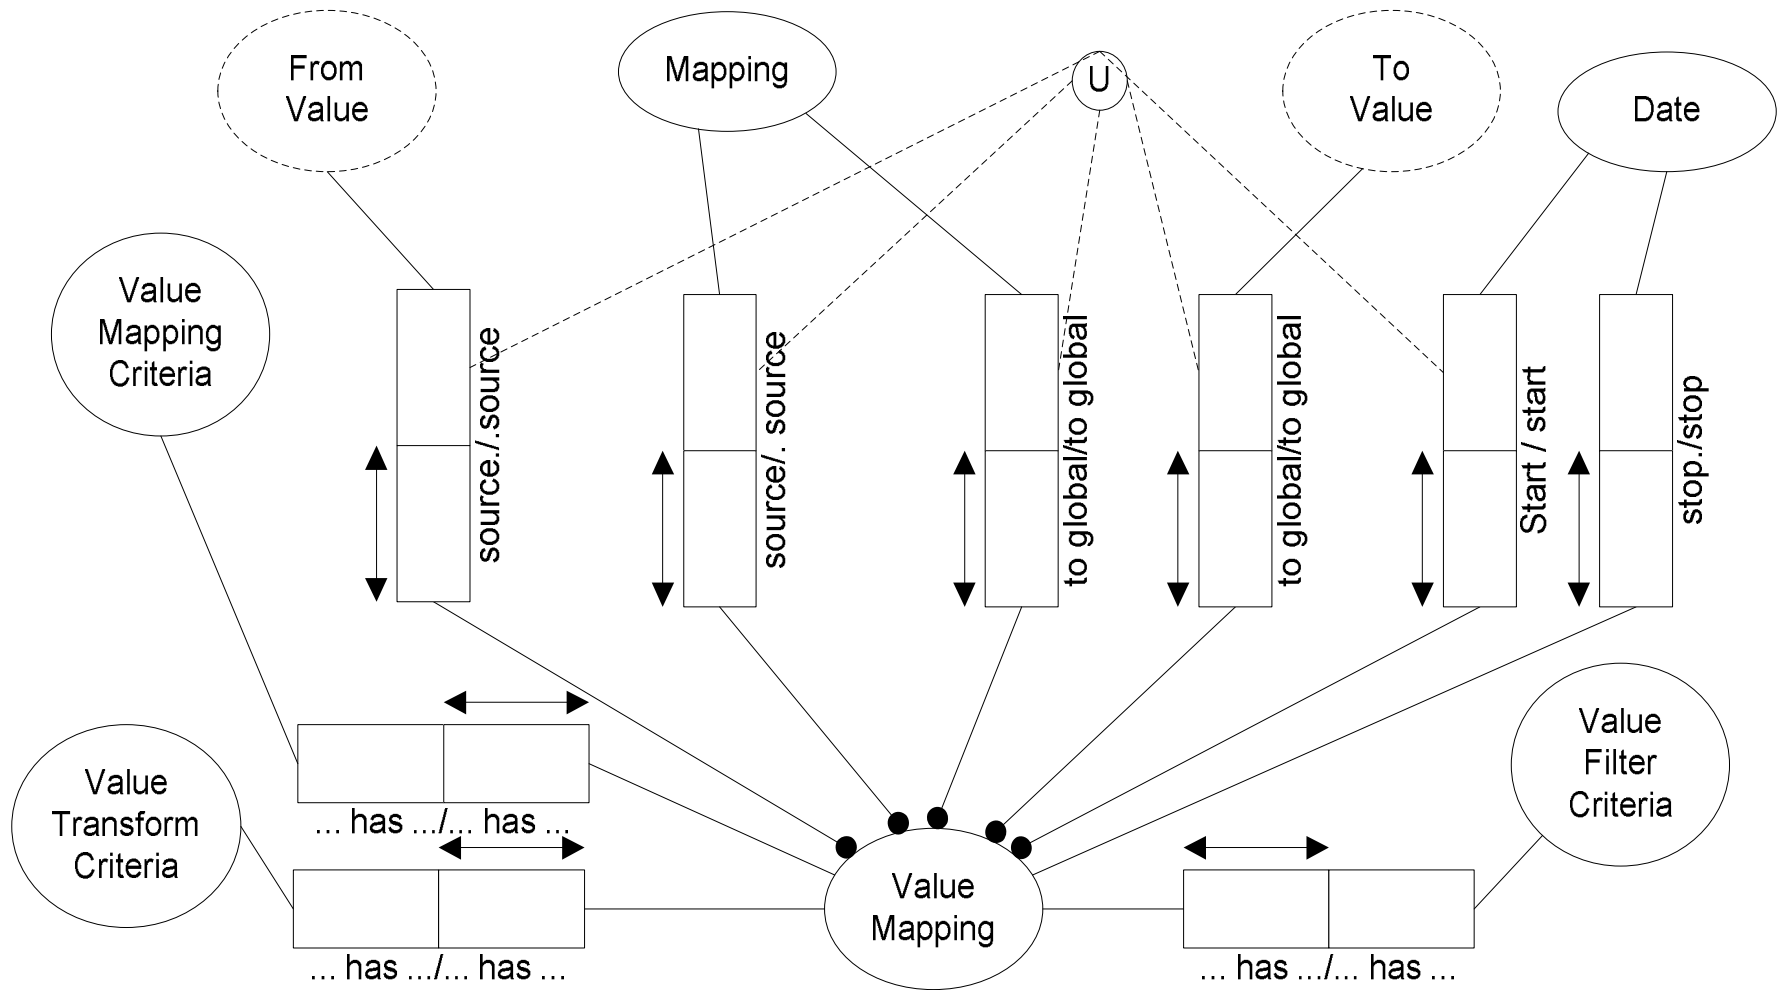 From
Value
Mapping
U
To
Value
Date
Value
Mapping
Criteria
source./.source
source/. source
to global/to global
to global/to global
Start / start
stop./stop
Value
Transform
Criteria
... has .../... has ...
... has .../... has ...
Value
Mapping
... has .../... has ...
Value
Filter
Criteria